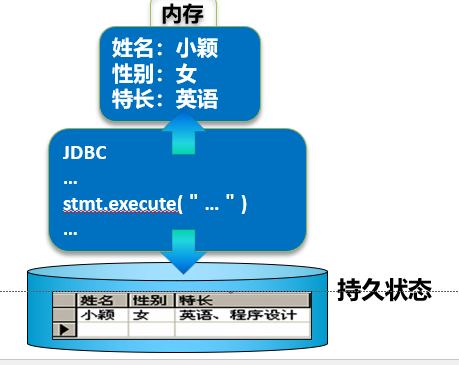 内存
姓名：小颖
性别：女
特长：英语
JDBC
...
stmt.execute( " ... " )
...
持久状态
姓名 性别 特长
小颖 女 英语、程序设计